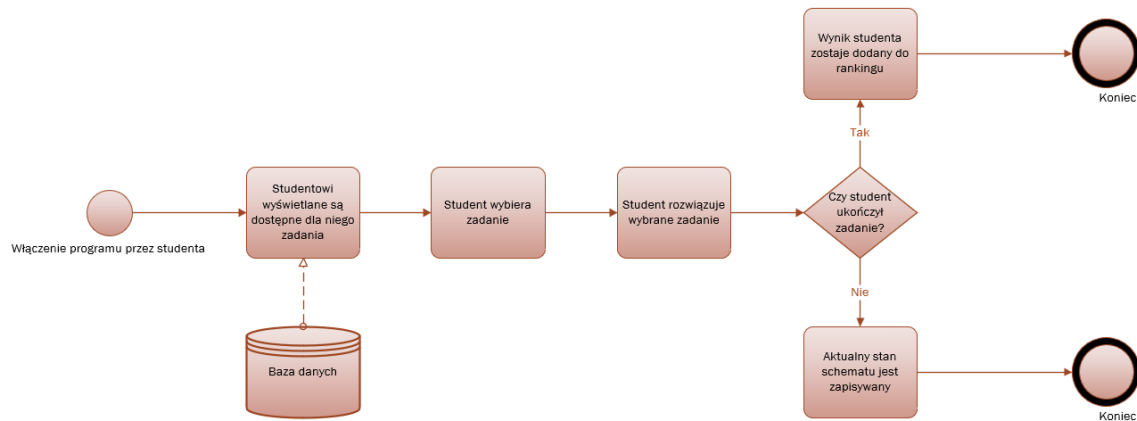 Włączenie programu przez studenta
Studentowi
wyświetlane są
dostępne dla niego
zadania
Baza danych
Student wybiera
zadanie
Student rozwiązuje
wybrane zadanie
Czy student
ukończył
zadanie?
Tak
Wynik studenta
zostaje dodany do
rankingu
Koniec
Nie
Aktualny stan
schematu jest
zapisywany
Koniec